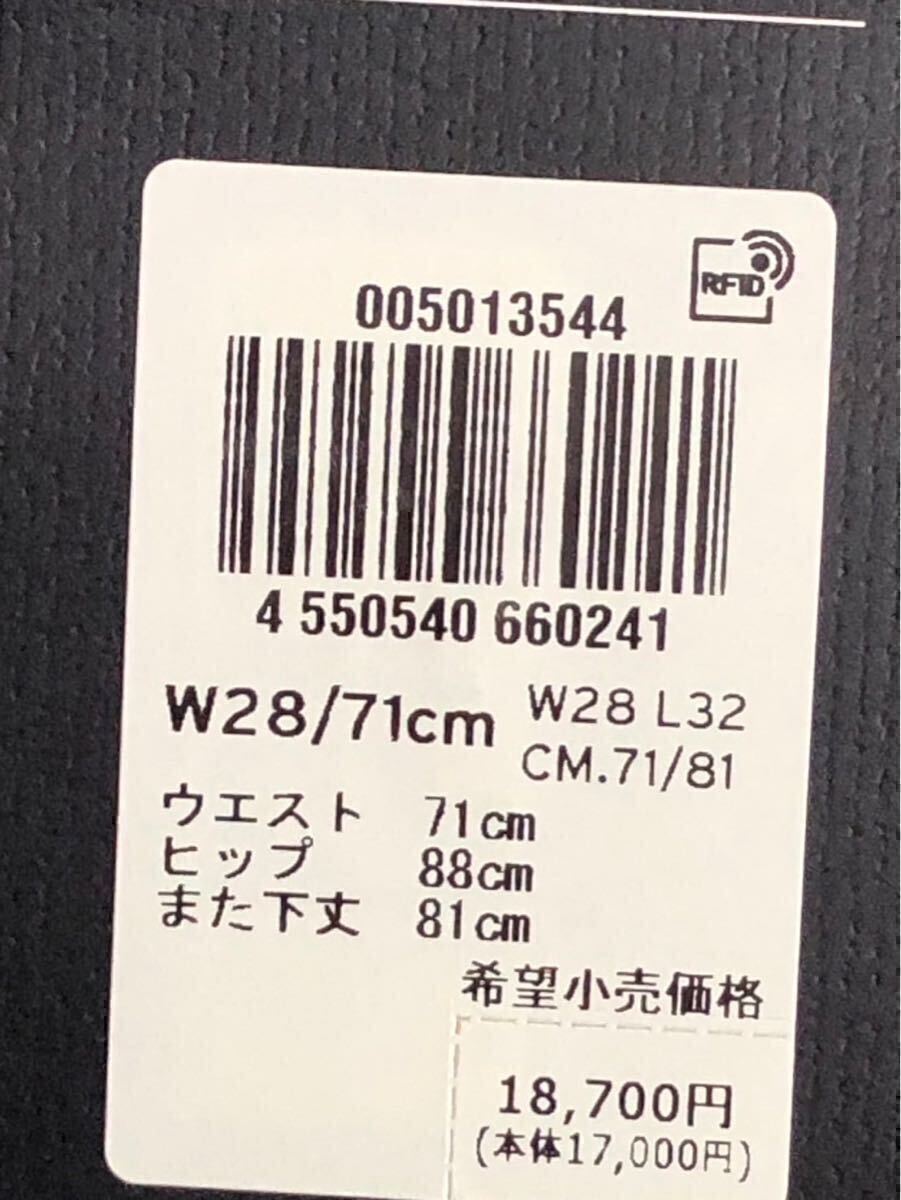 RFID
005013544
4 550540 660241
W28/71cm W28 L32
CM.71/81
ウエスト 71cm
ヒップ 88cm
また下丈 81cm
希望小売価格
18,700円
(本体17,000円)